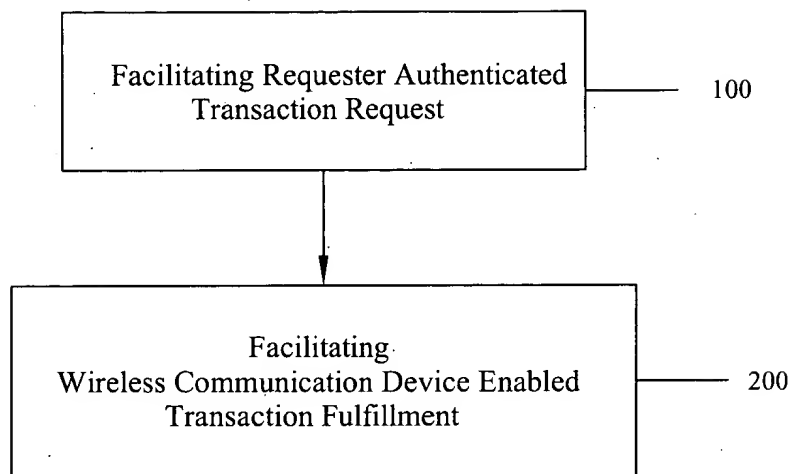 Facilitating Requester Authenticated
Transaction Request
100
Facilitating
Wireless Communication Device Enabled
Transaction Fulfillment
200